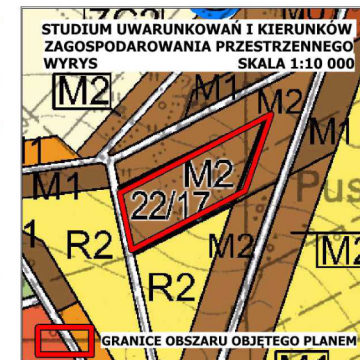 STUDIUM UWARUNKOWAŃ I KIERUNKÓW
ZAGOSPODAROWANIA PRZESTRZENNEGO
WYRYS SKALA 1:10 000
M2 M1 M2
M1
M2
M1 22/17
R2 M2 M2
R2
GRANICE OBSZARU OBJĘTEGO PLANEM